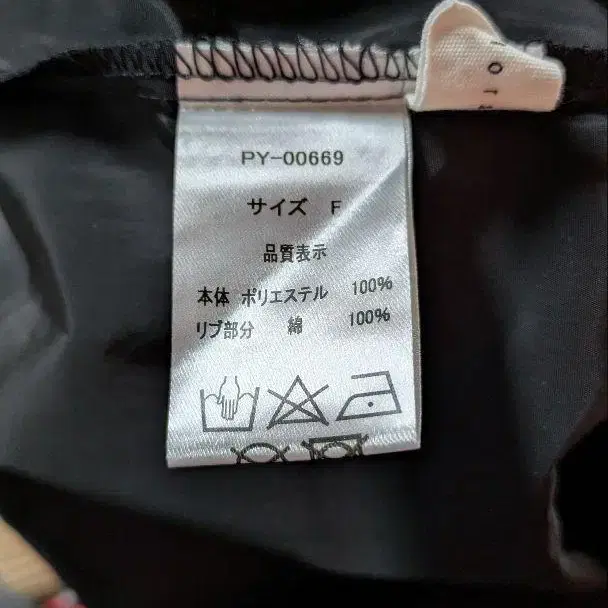 PY-00669
サイズ F
品質表示
本体 ポリエステル 100%
リブ部分 綿 100%